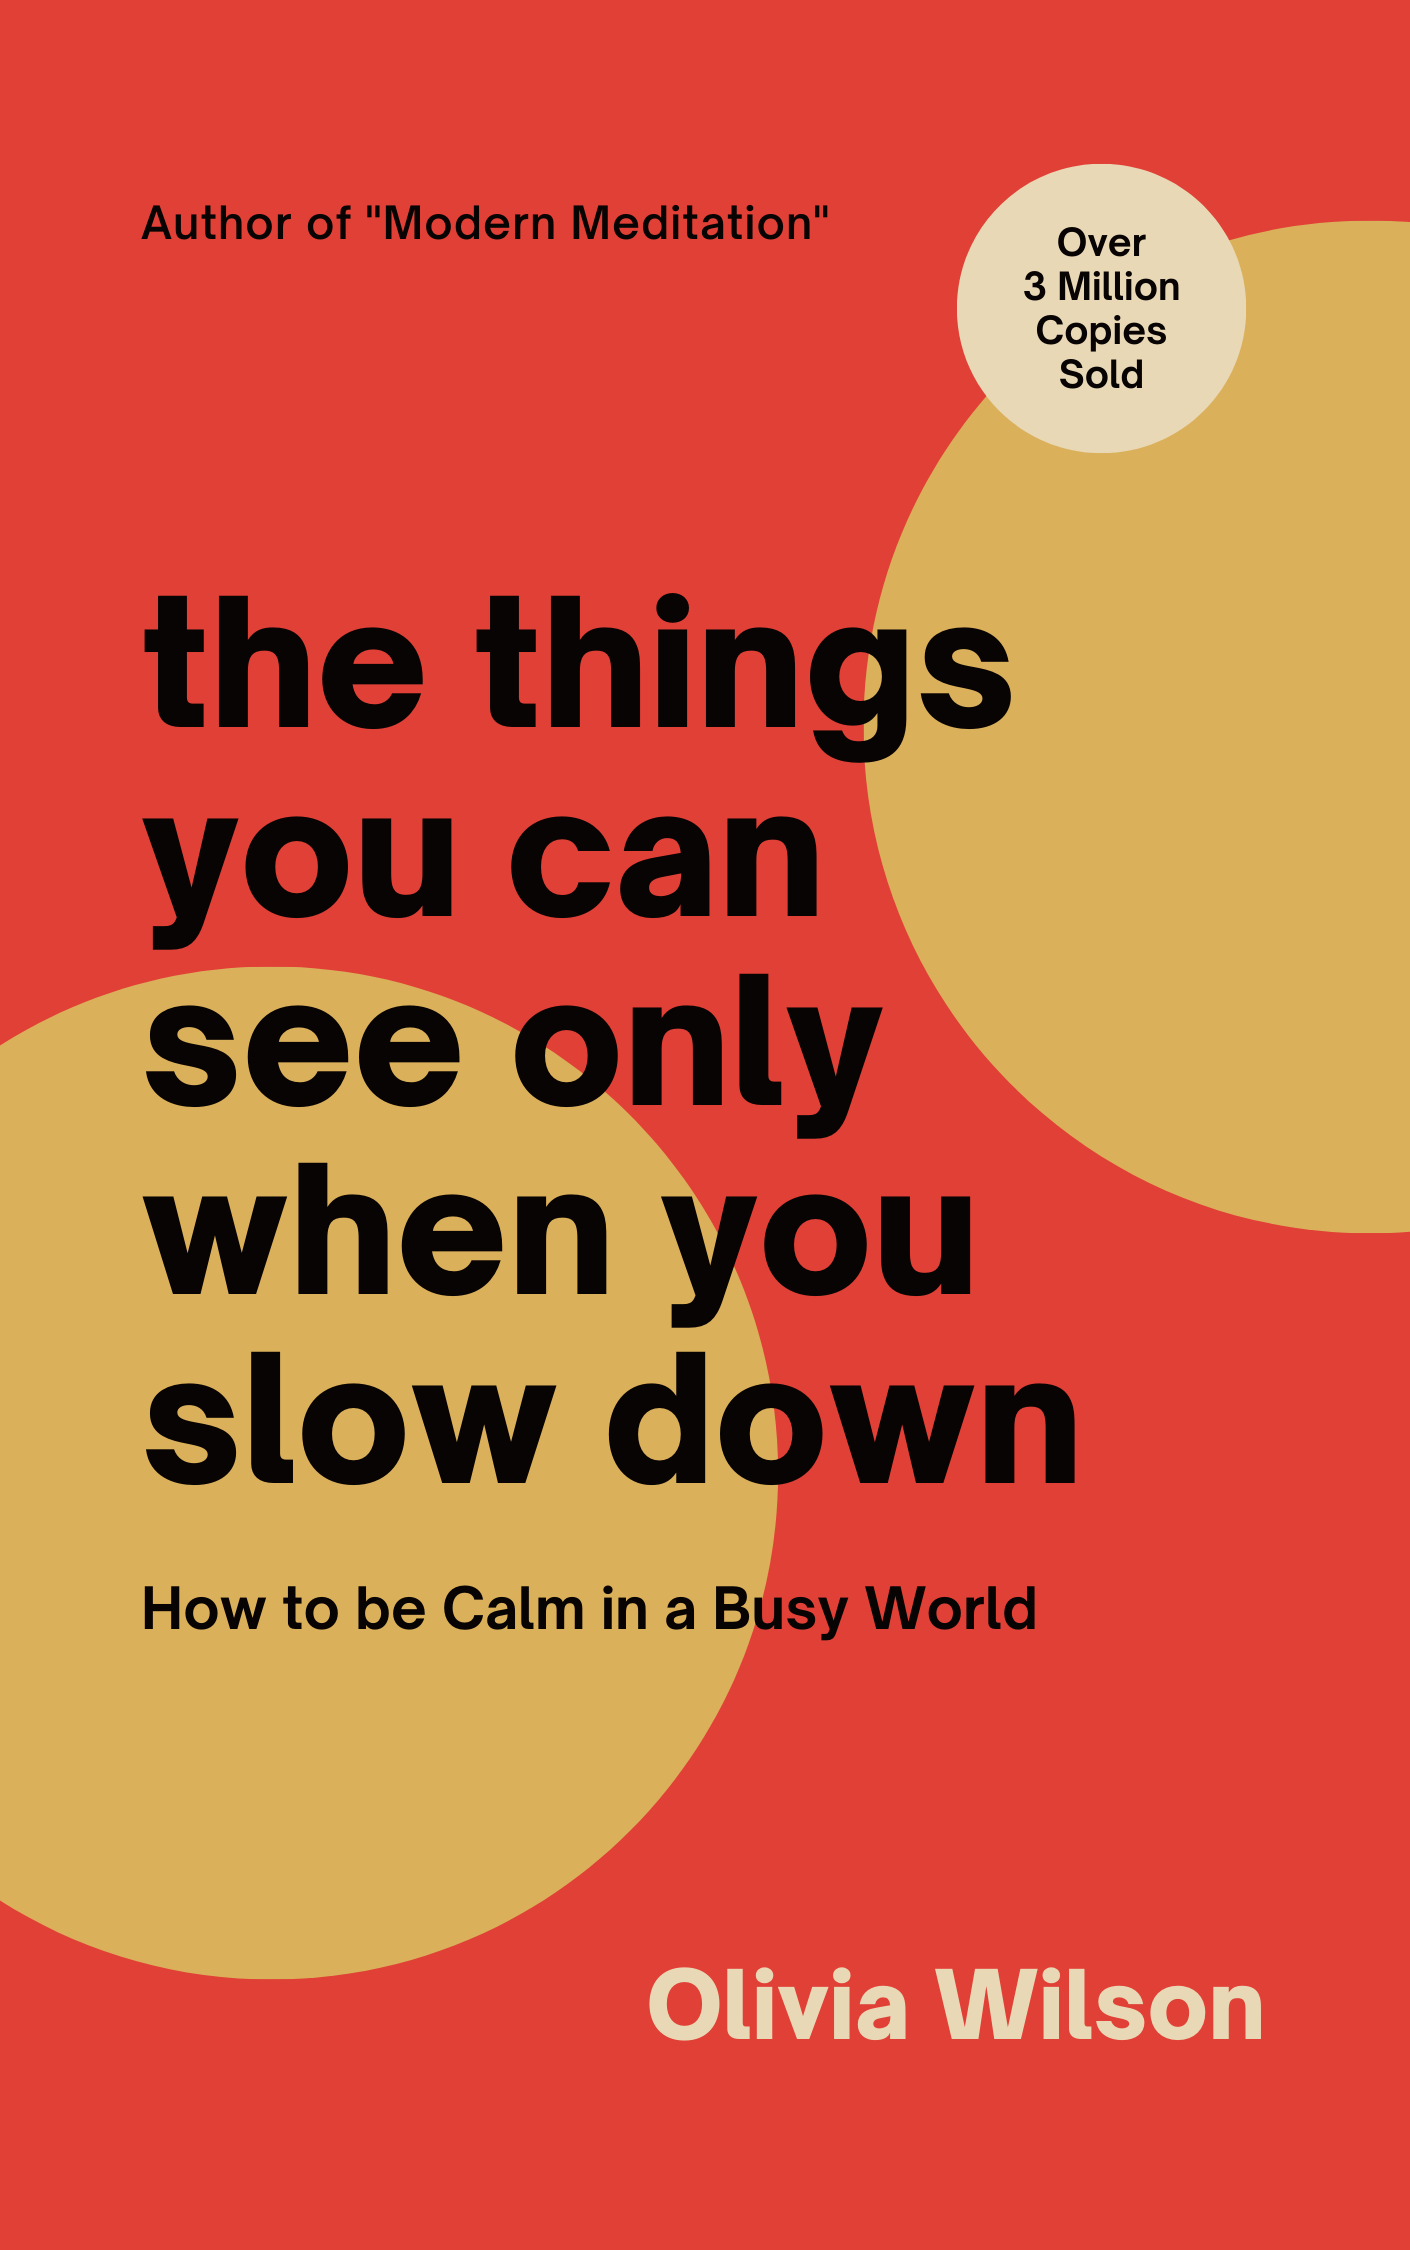 Author of "Modern Meditation"
Over
3 Million
Copies
Sold
the things
you can
see only
when you
slow down
How to be Calm in a Busy World
Olivia Wilson